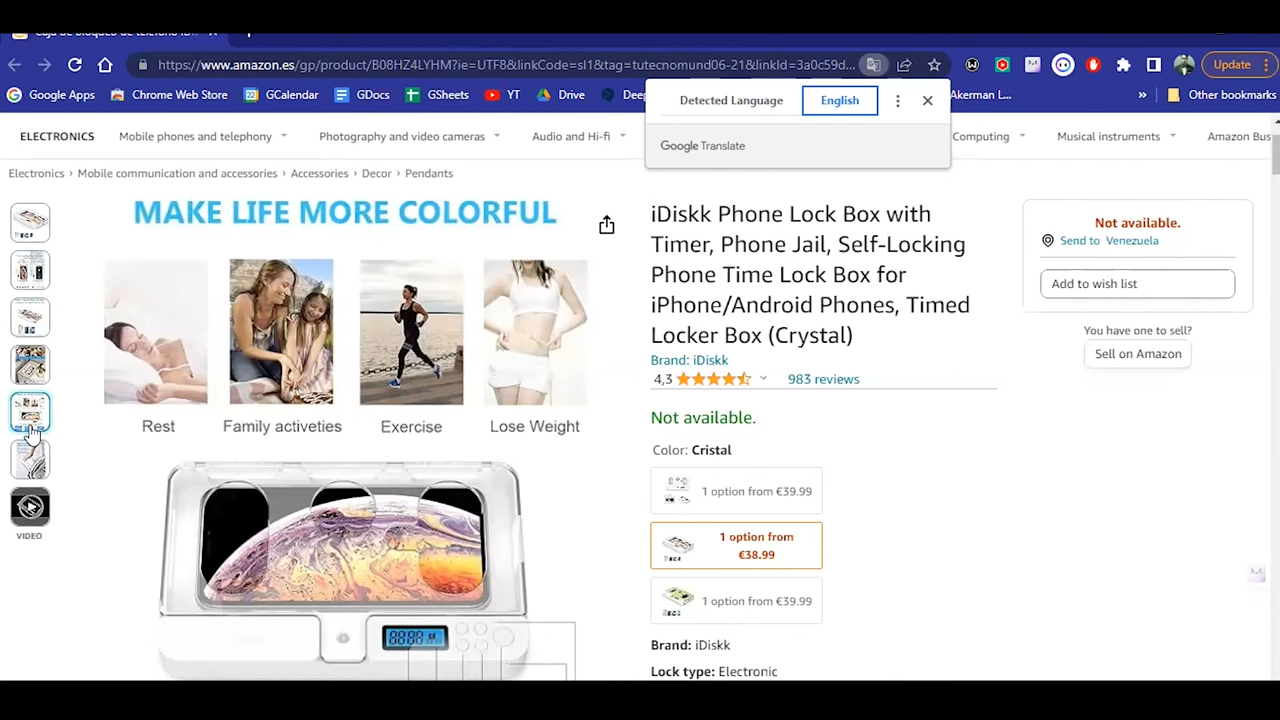 Caja de bloqueo de teléfono iDi
https://www.amazon.es/gp/product/B08HZ4LYHM?ie=UTF8&linkCode=sl1&tag=tutecnomund06-21&linkId=3a0c59d...
Update
Google Apps
Chrome Web Store
GCalendar
GDocs
GSheets
YT
Drive
Deep
Akerman L...
»
Other bookmarks
Detected Language
English
Google Translate
ELECTRONICS
Mobile phones and telephony
Photography and video cameras
Audio and Hi-fi
Computing
Musical instruments
Amazon Bus
Electronics › Mobile communication and accessories › Accessories › Decor › Pendants
MAKE LIFE MORE COLORFUL
Rest
Family activeties
Exercise
Lose Weight
VIDEO
iDiskk Phone Lock Box with
Timer, Phone Jail, Self-Locking
Phone Time Lock Box for
iPhone/Android Phones, Timed
Locker Box (Crystal)
Brand: iDiskk
4,3
983 reviews
Not available.
Color: Cristal
1 option from €39.99
1 option from
€38.99
1 option from €39.99
Brand: iDiskk
Lock type: Electronic
Not available.
Send to Venezuela
Add to wish list
You have one to sell?
Sell on Amazon